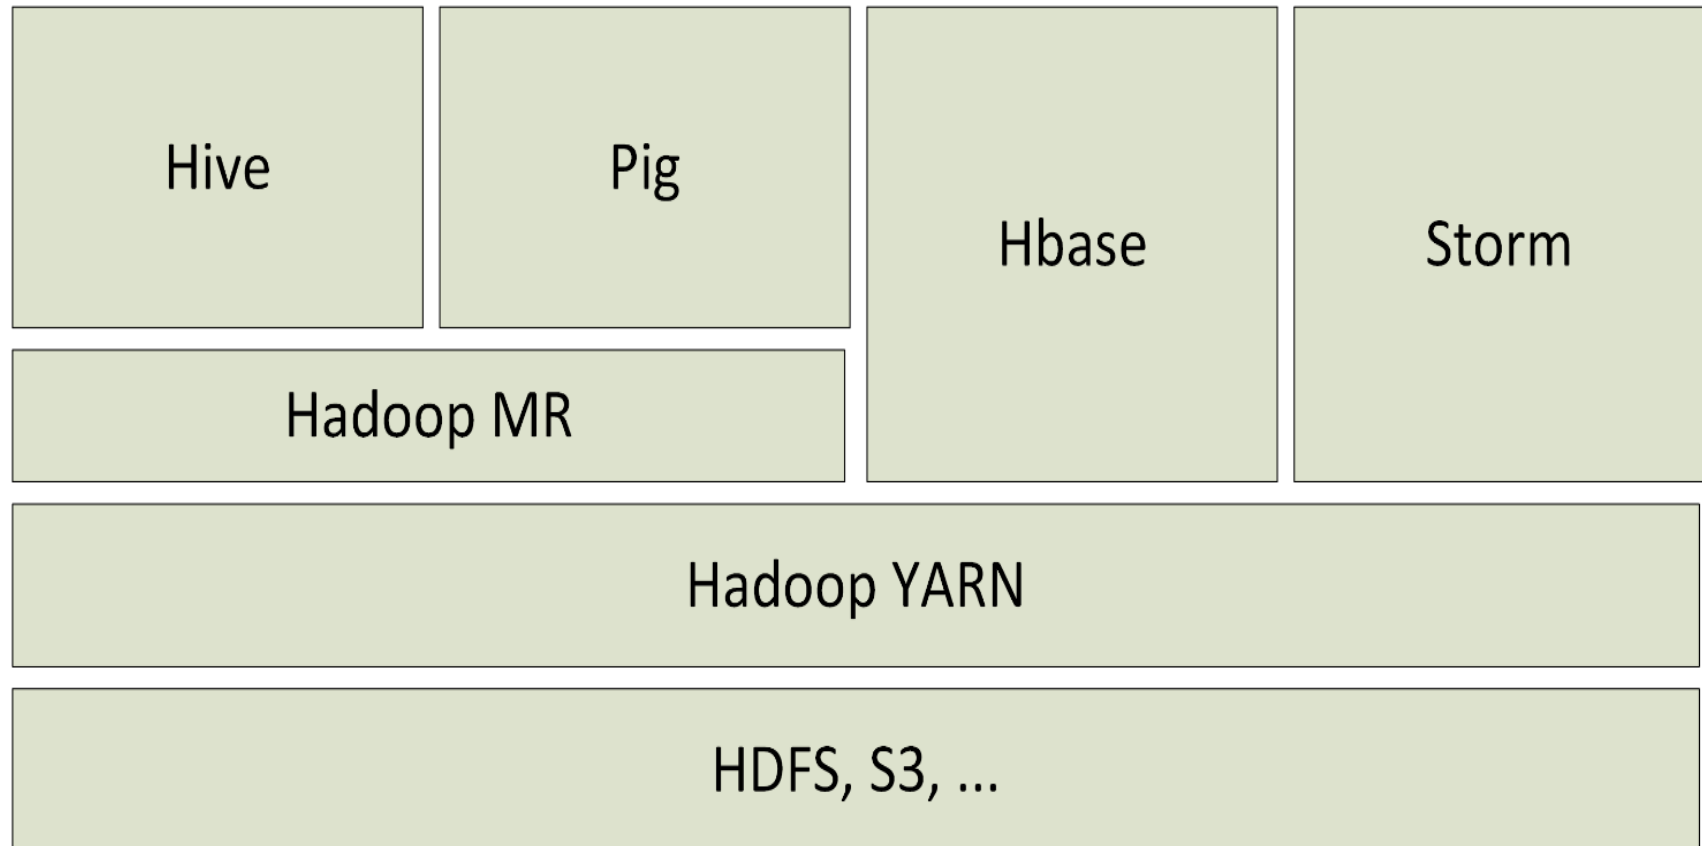 Hive
Pig
Hbase
Storm
Hadoop MR
Hadoop YARN
HDFS, S3, ...